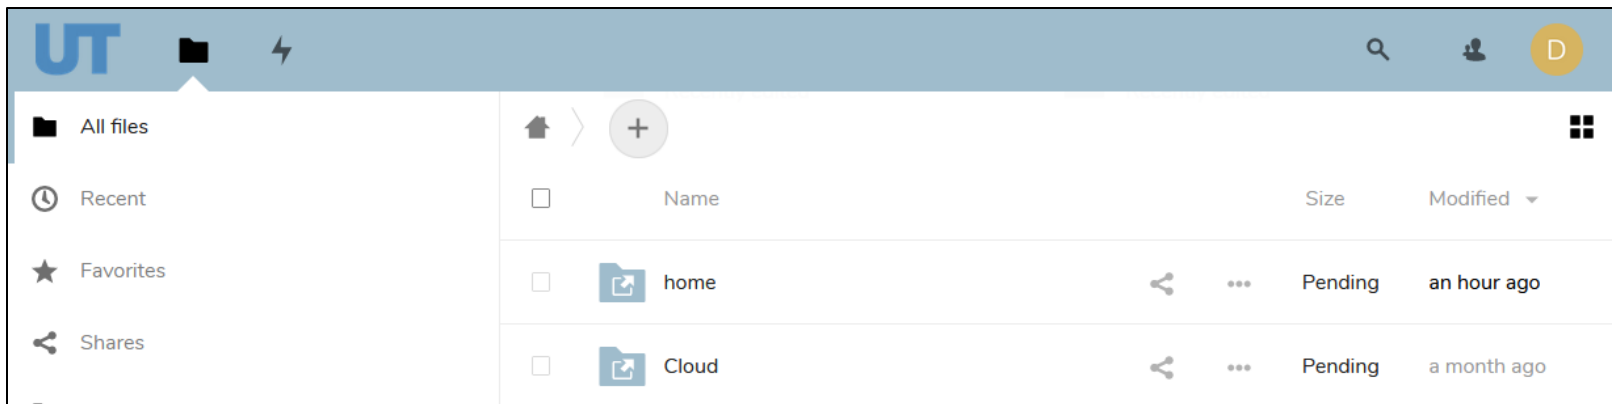 UT
D
All files
Recent
Name Size Modified
Favorites
home Pending an hour ago
Shares
Cloud Pending a month ago